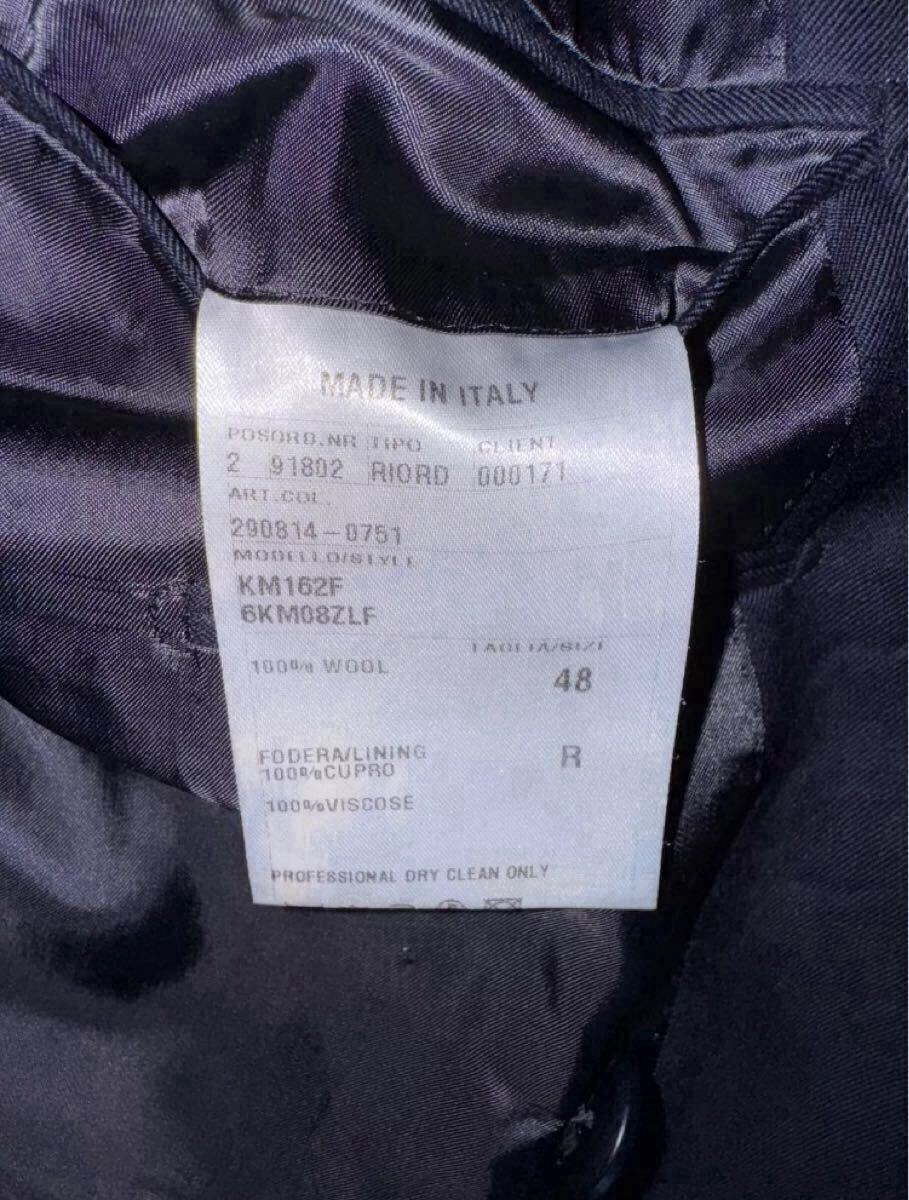 MADE IN ITALY
POSORD.NR TIPO CLIENT
2 91802 RIORD 000171
ART.COL.
290814-0751
MODELLO/STYLE
KM162F
6KM08ZLF
TAGLIA/SIZE
100% WOOL
48
FODERA/LINING
R
100%CUPRO
100%VISCOSE
PROFESSIONAL DRY CLEAN ONLY